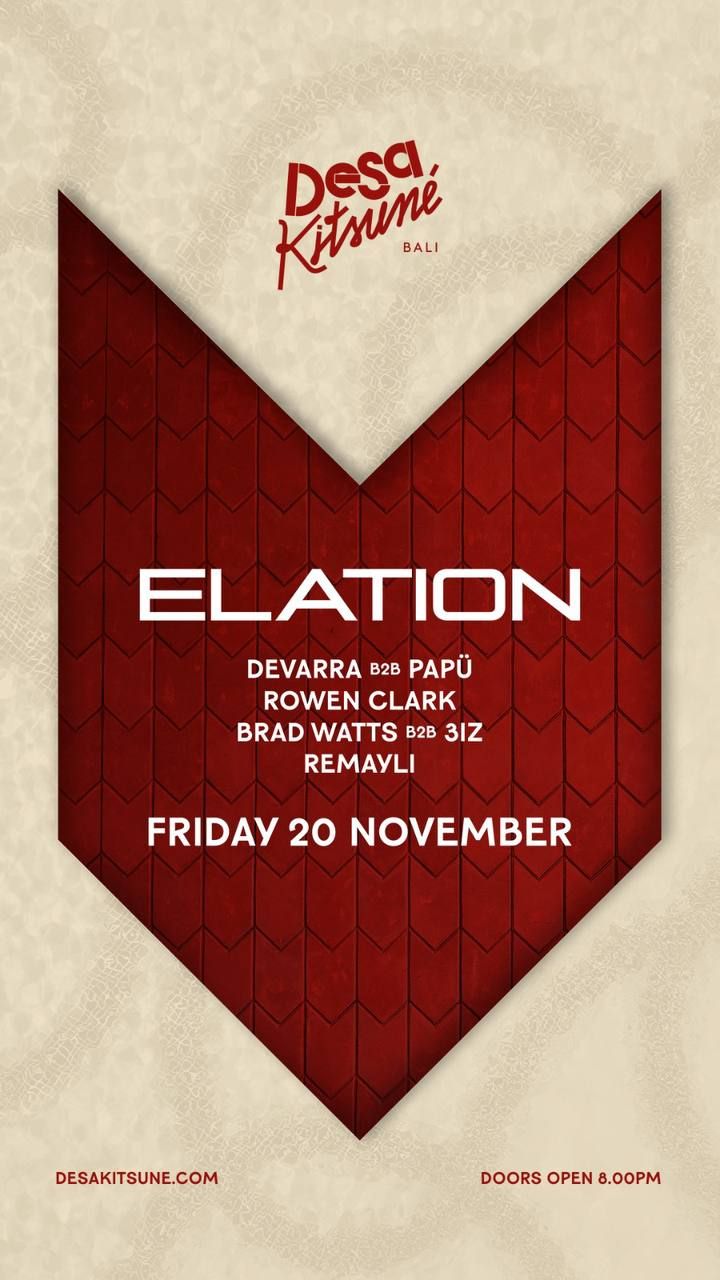 Desa
Kitsuné
BALI
ELATION
DEVARRA B2B PAPÜ
ROWEN CLARK
BRAD WATTS B2B 3IZ
REMAYLI
FRIDAY 20 NOVEMBER
DESAKITSUNE.COM
DOORS OPEN 8.00PM